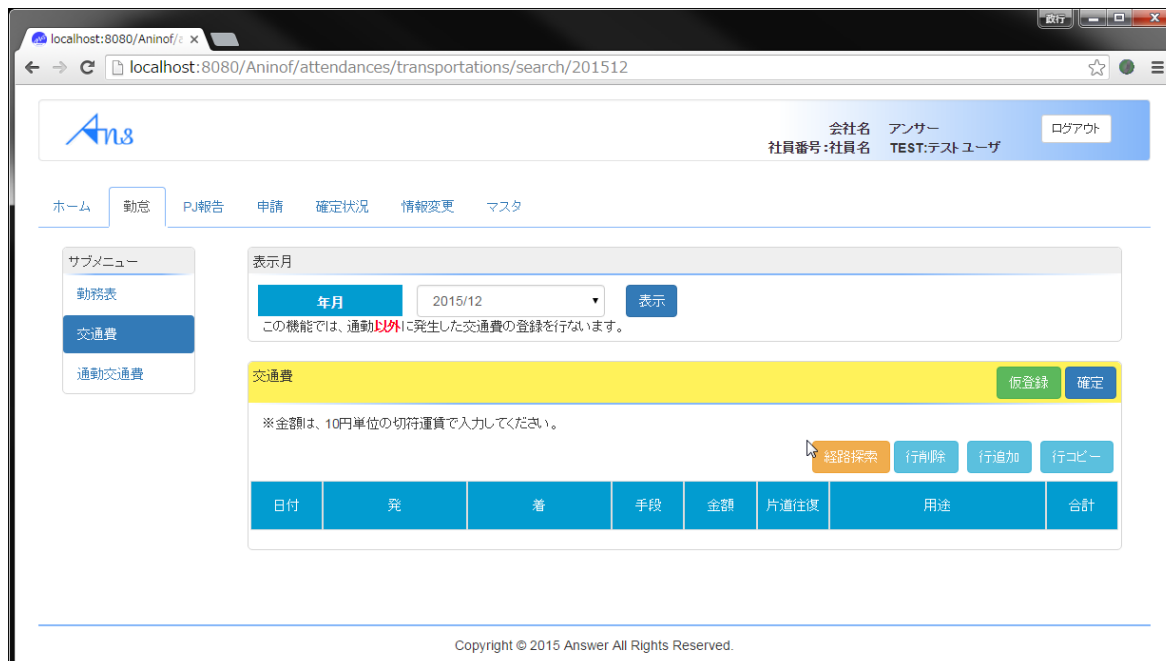 政行
localhost:8080/Aninof/a
localhost:8080/Aninof/attendances/transportations/search/201512
Ans
会社名 アンサー
社員番号:社員名 TEST:テストユーザ
ログアウト
ホーム 勤怠 PJ報告 申請 確定状況 情報変更 マスタ
サブメニュー
勤務表
交通費
通勤交通費
表示月
年月 2015/12 表示
この機能では、通勤以外に発生した交通費の登録を行ないます。
交通費 仮登録 確定
※金額は、10円単位の切符運賃で入力してください。
経路探索 行削除 行追加 行コピー
日付 発 着 手段 金額 片道往復 用途 合計
Copyright © 2015 Answer All Rights Reserved.